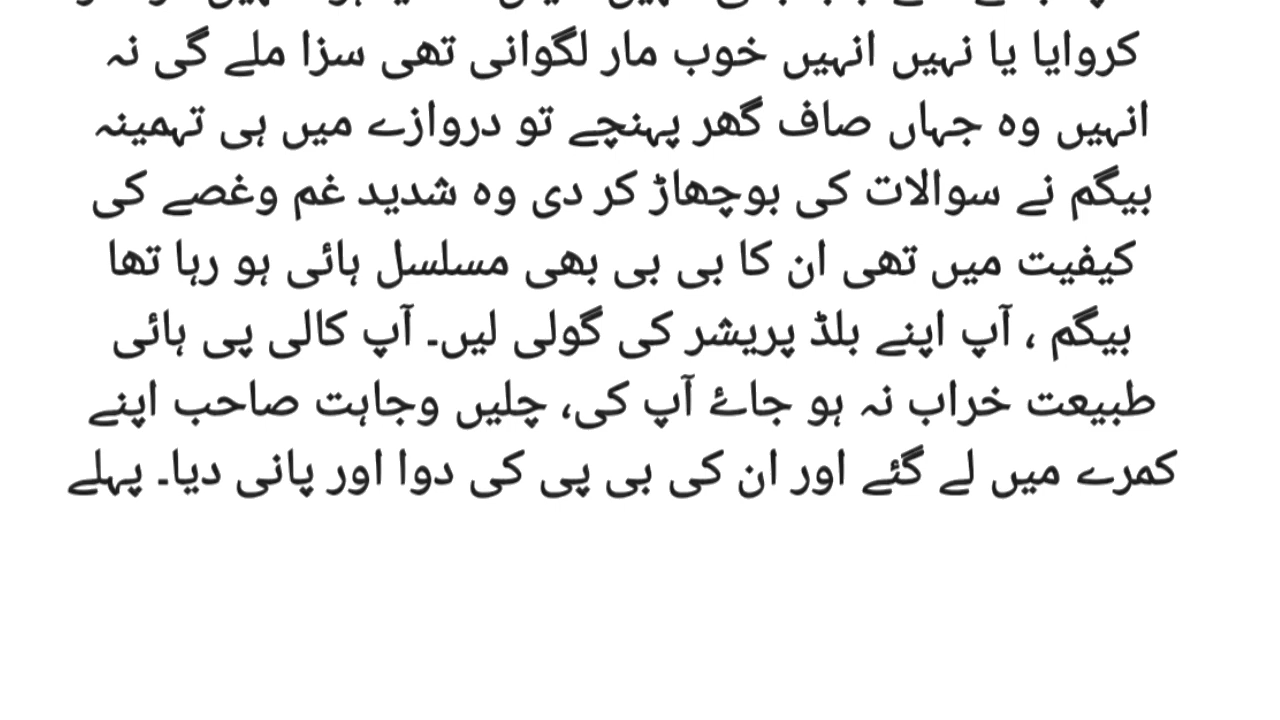 کروایا یا نہیں انہیں خوب مار لگوانی تھی سزا ملے گی نہ
انہیں وہ جہاں صاف گھر پہنچے تو دروازے میں ہی تہمینہ
بیگم نے سوالات کی بوچھاڑ کر دی وہ شدید غم وغصے کی
کیفیت میں تھی ان کا بی بی بھی مسلسل ہائی ہو رہا تھا
بیگم ، آپ اپنے بلڈ پریشر کی گولی لیں۔ آپ کالی پی ہائی
طبیعت خراب نہ ہو جاۓ آپ کی، چلیں وجاہت صاحب اپنے
کمرے میں لے گئے اور ان کی بی پی کی دوا اور پانی دیا۔ پہلے